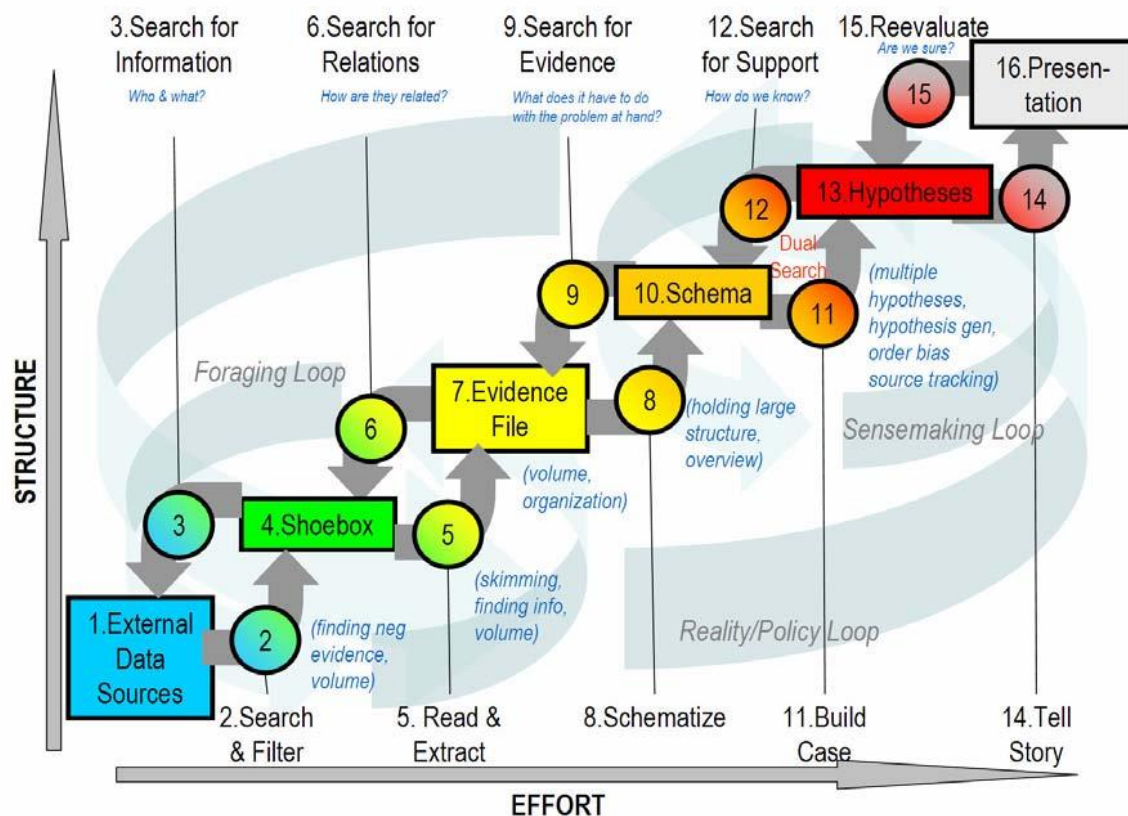 3.Search for
Information
Who & what?
6.Search for
Relations
How are they related?
9.Search for
Evidence
What does it have to do
with the problem at hand?
12.Search
for Support
How do we know?
15.Reevaluate
Are we sure?
16.Presen-
tation
15
13.Hypotheses
14
12
Dual
Search
10.Schema
11
9
(multiple
hypotheses,
hypothesis gen,
order bias
source tracking)
Foraging Loop
7.Evidence
File
8
6
(holding large
structure,
overview)
Sensemaking Loop
(volume,
organization)
3
4.Shoebox
5
(skimming,
finding info,
volume)
1.External
Data
Sources
2
(finding neg
evidence,
volume)
Reality/Policy Loop
2.Search
& Filter
5. Read &
Extract
8.Schematize
11.Build
Case
14.Tell
Story
STRUCTURE
EFFORT